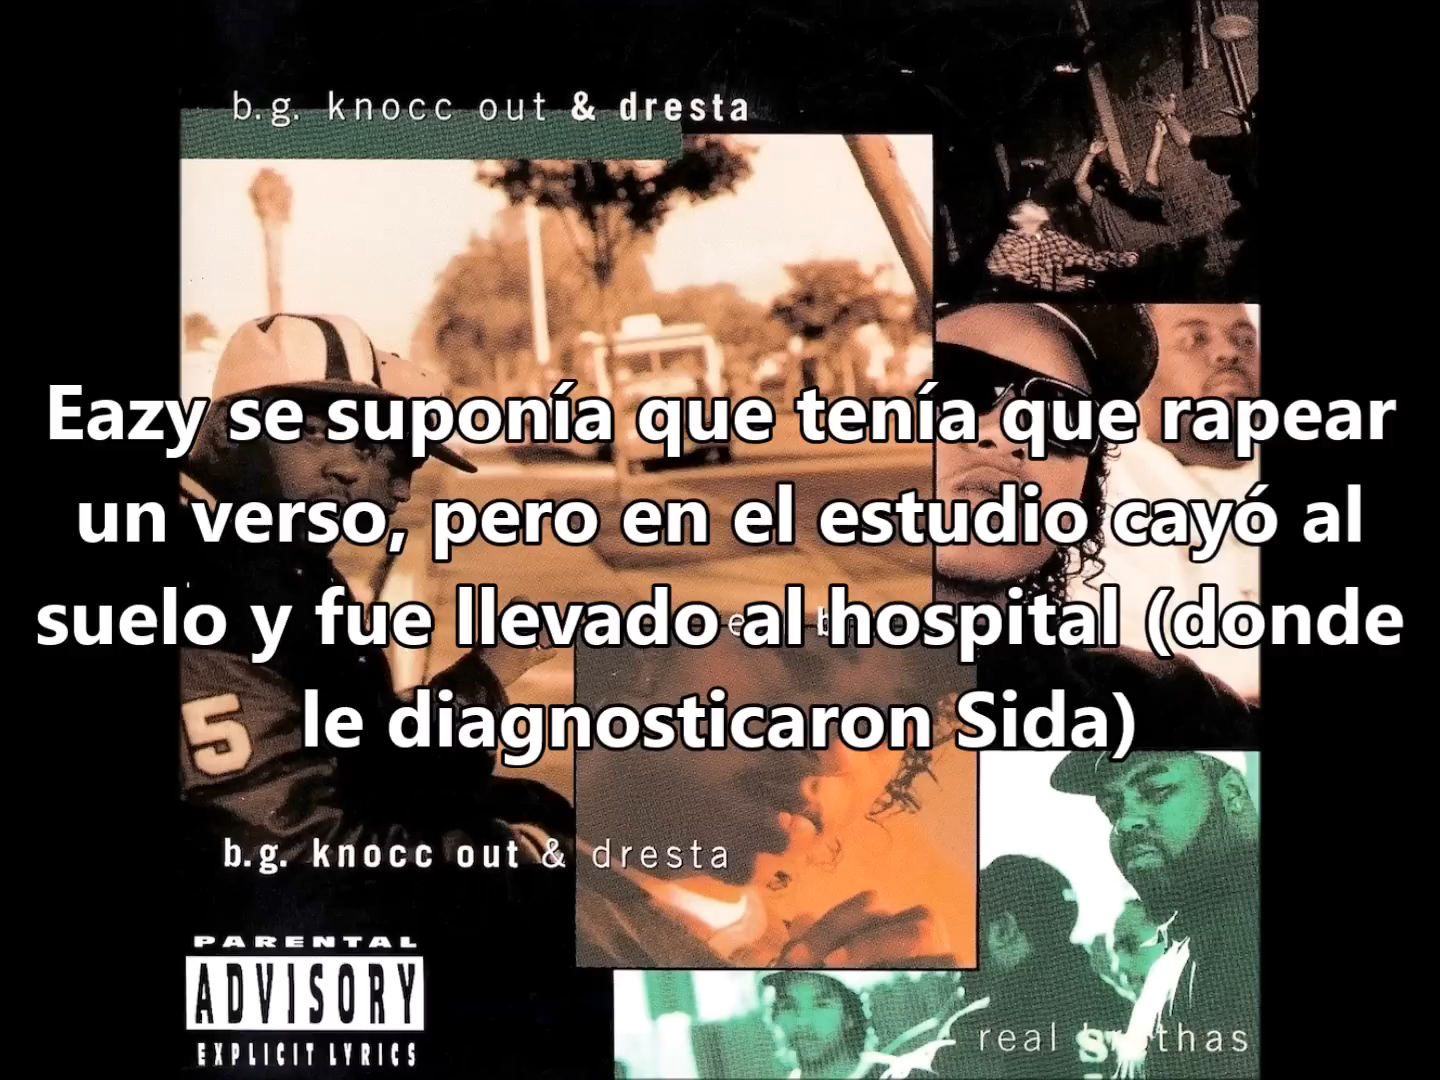 b.g. knocc out & dresta
Eazy se suponía que tenía que rapear
un verso, pero en el estudio cayó al
suelo y fue llevado al hospital (donde
le diagnosticaron Sida)
5
b.g. knocc out & dresta
PARENTAL
ADVISORY
EXPLICIT LYRICS
real